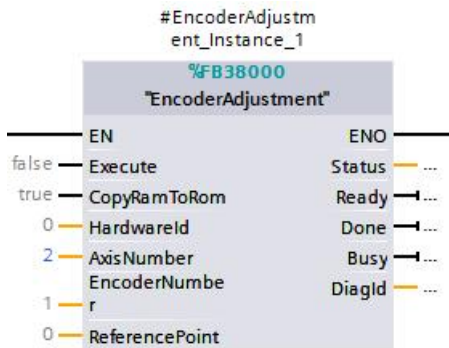 #EncoderAdjustm
ent_Instance_1
%FB38000
"EncoderAdjustment"
EN ENO
false Execute Status ...
true CopyRamToRom Ready ...
0 HardwareId Done ...
2 AxisNumber Busy ...
EncoderNumbe DiagId ...
1 r
0 ReferencePoint